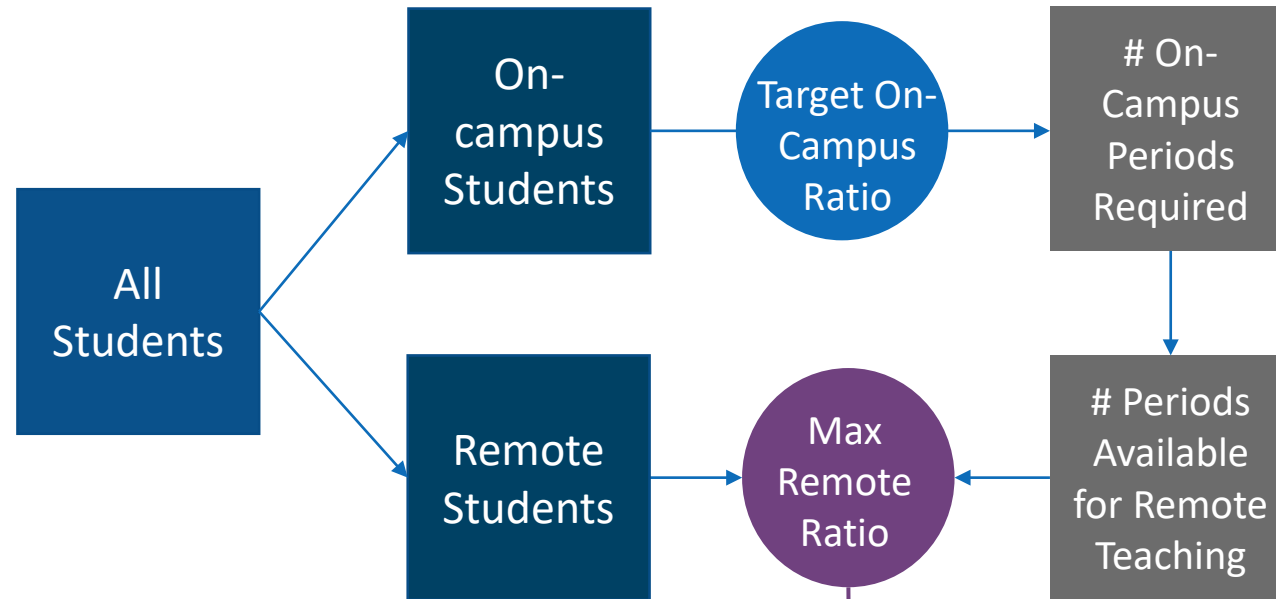 On-
campus
Students
Target On-
Campus
Ratio
# On-
Campus
Periods
Required
All
Students
Remote
Students
Max
Remote
Ratio
# Periods
Available
for Remote
Teaching